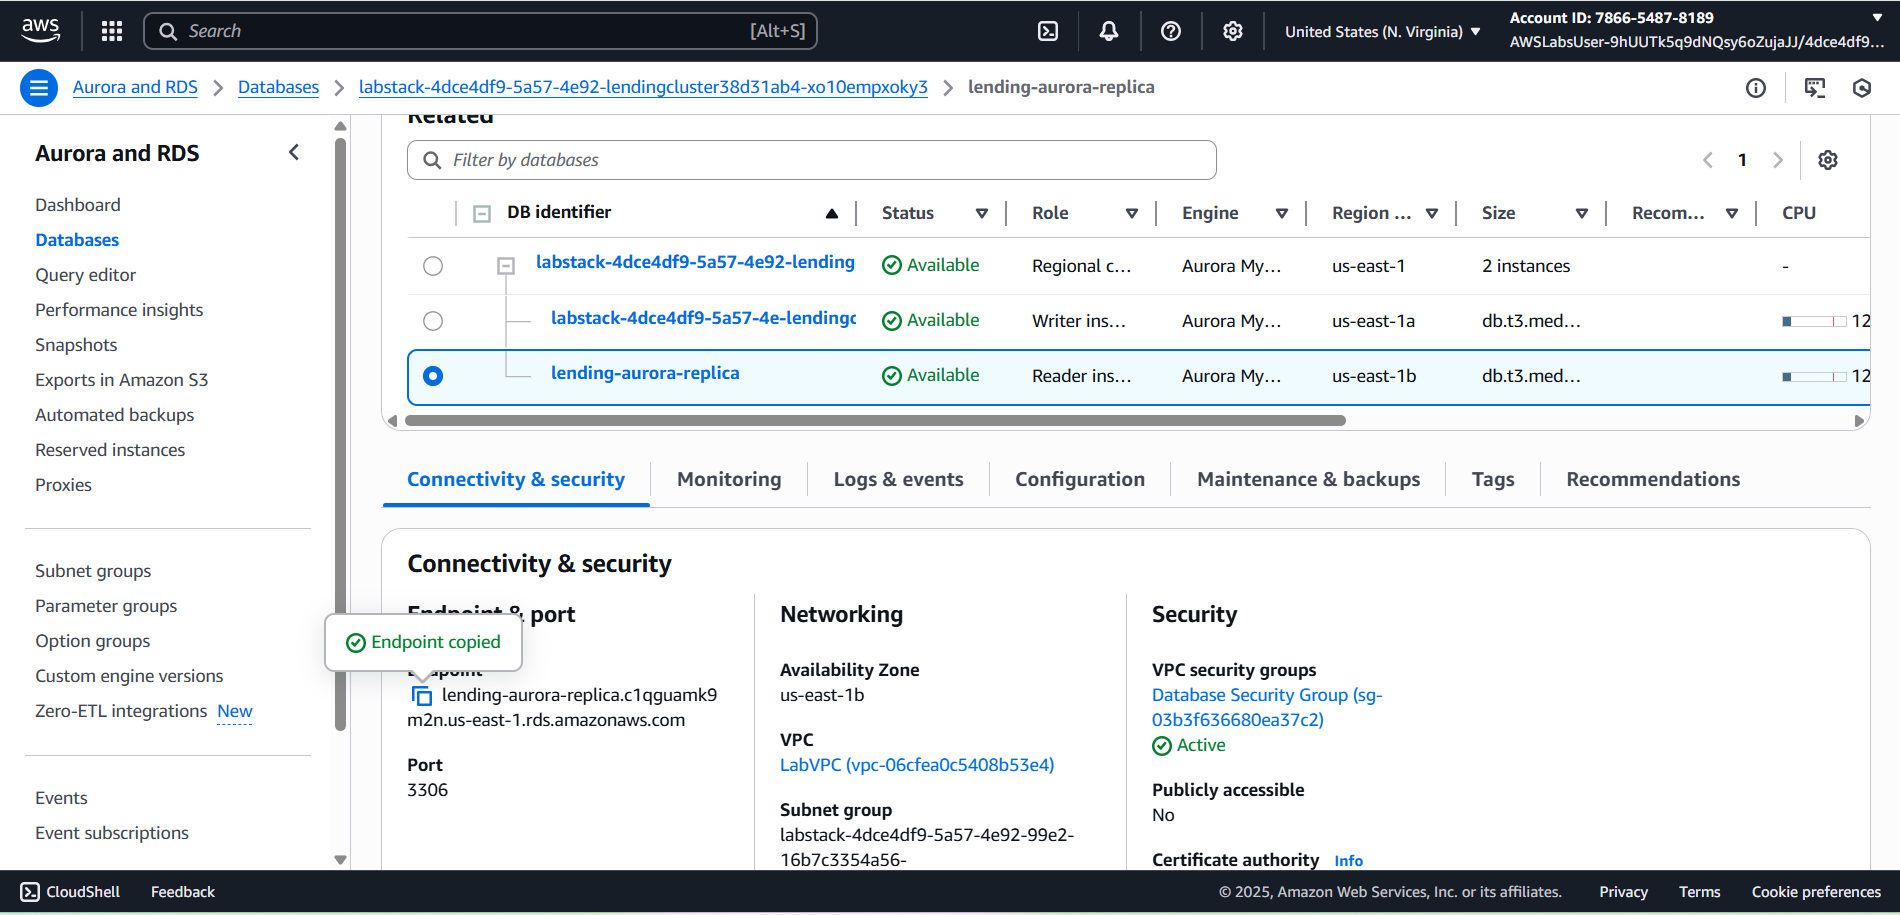 aws
Search
[Alt+S]
United States (N. Virginia)
Account ID: 7866-5487-8189
AWSLabsUser-9hUUTk5q9dNQsy6oZujaJJ/4dce4df9...
Aurora and RDS
Databases
labstack-4dce4df9-5a57-4e92-lendingcluster38d31ab4-xo10empxoky3
lending-aurora-replica
Aurora and RDS
Dashboard
Databases
Query editor
Performance insights
Snapshots
Exports in Amazon S3
Automated backups
Reserved instances
Proxies
Subnet groups
Parameter groups
Option groups
Custom engine versions
Zero-ETL integrations New
Events
Event subscriptions
Related
Filter by databases
1
DB identifier Status Role Engine Region ... Size Recom... CPU
labstack-4dce4df9-5a57-4e92-lending Available Regional c... Aurora My... us-east-1 2 instances -
labstack-4dce4df9-5a57-4e-lendingc Available Writer ins... Aurora My... us-east-1a db.t3.med... 12
lending-aurora-replica Available Reader ins... Aurora My... us-east-1b db.t3.med... 12
Connectivity & security
Monitoring
Logs & events
Configuration
Maintenance & backups
Tags
Recommendations
Connectivity & security
Endpoint & port
Endpoint copied
Endpoint
lending-aurora-replica.c1qguamk9
m2n.us-east-1.rds.amazonaws.com
Port
3306
Networking
Availability Zone
us-east-1b
VPC
LabVPC (vpc-06cfea0c5408b53e4)
Subnet group
labstack-4dce4df9-5a57-4e92-99e2-
16b7c3354a56-
Security
VPC security groups
Database Security Group (sg-
03b3f636680ea37c2)
Active
Publicly accessible
No
Certificate authority Info
CloudShell
Feedback
© 2025, Amazon Web Services, Inc. or its affiliates.
Privacy
Terms
Cookie preferences